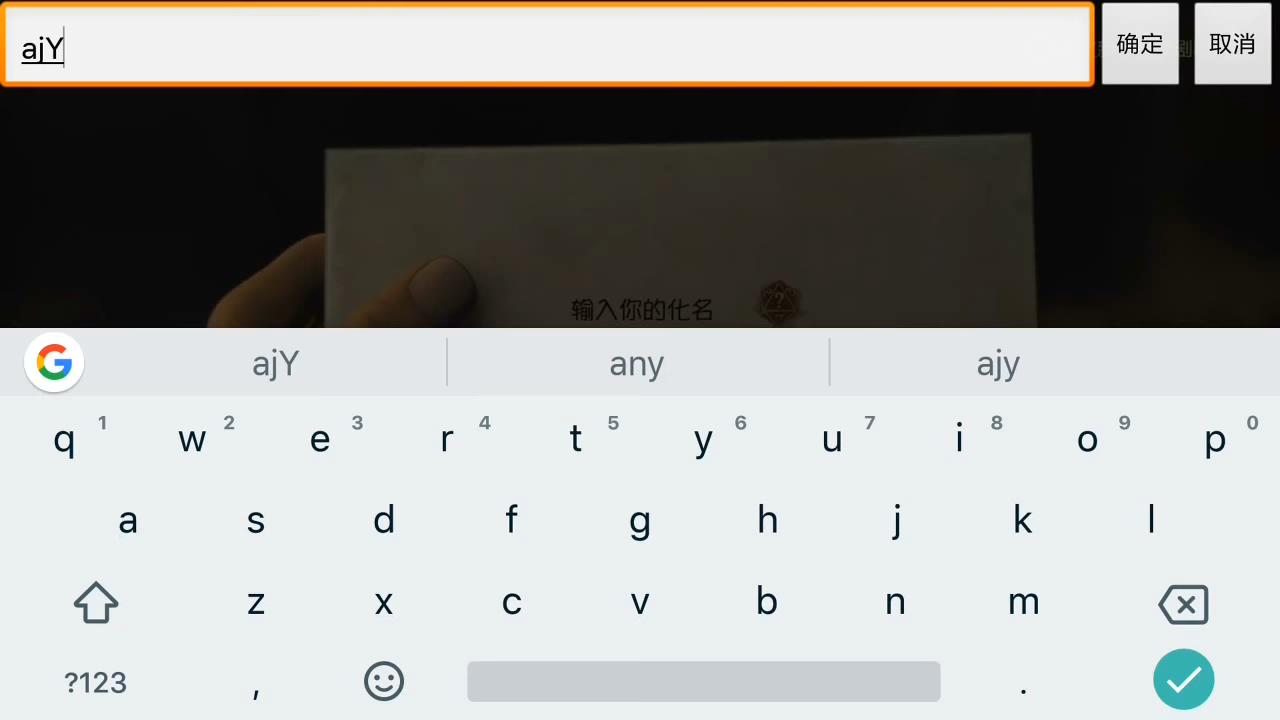 ajY
确定
取消
输入你的化名
ajY any ajy
q 1 w 2 e 3 r 4 t 5 y 6 u 7 i 8 o 9 p 0
a s d f g h j k l
z x c v b n m
?123 , .